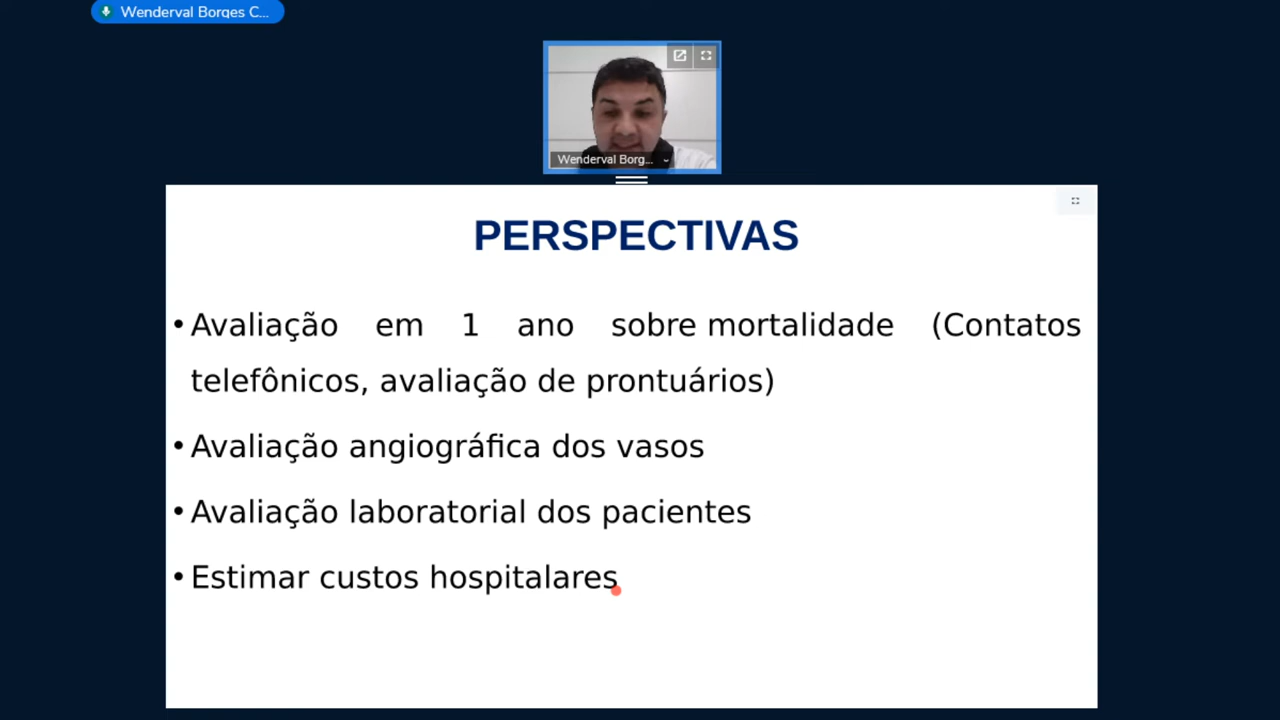 Wenderval Borges C...
Wenderval Borg...
PERSPECTIVAS
• Avaliação em 1 ano sobre mortalidade (Contatos
telefônicos, avaliação de prontuários)
• Avaliação angiográfica dos vasos
• Avaliação laboratorial dos pacientes
• Estimar custos hospitalares